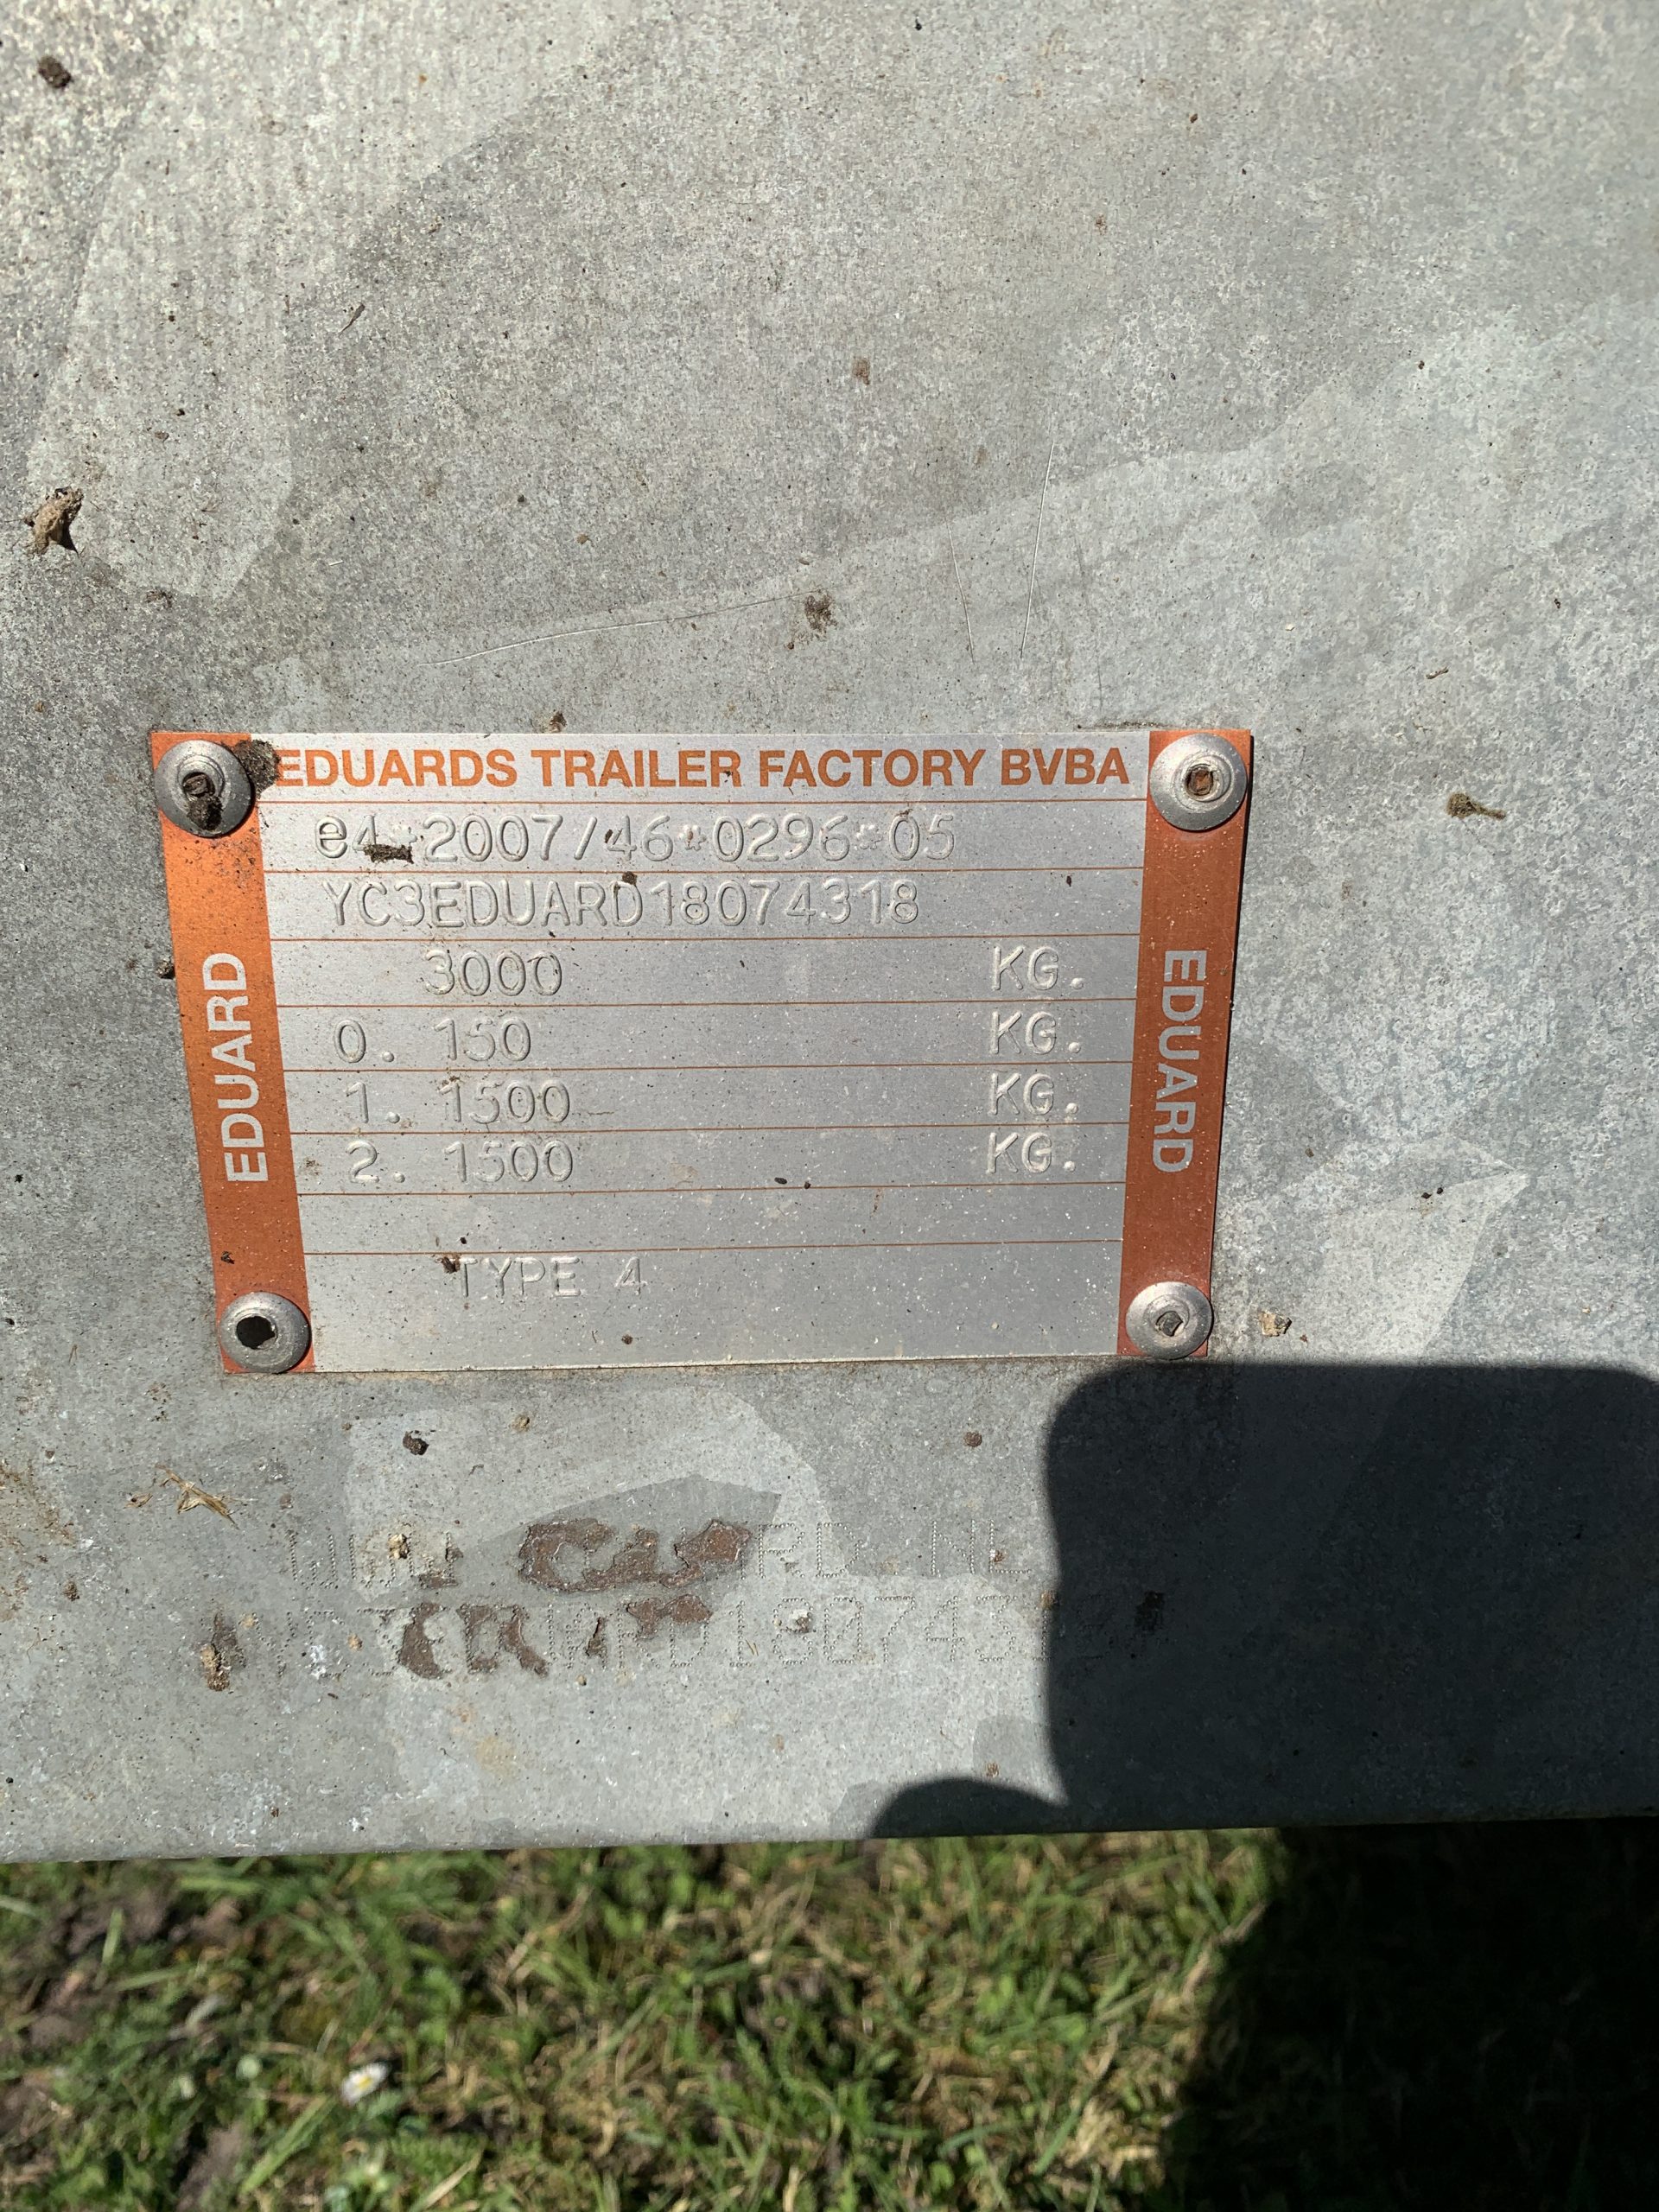 EDUARDS TRAILER FACTORY BVBA
e4*2007/46*0296*05
YC3EDUARD18074318
3000 KG.
0. 150 KG.
1. 1500 KG.
2. 1500 KG.
TYPE 4
EDUARD
EDUARD
NL